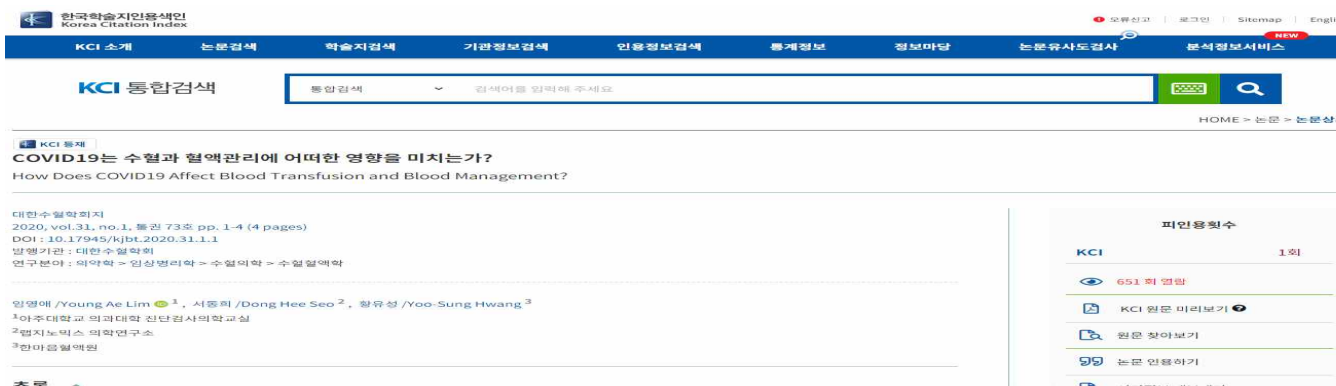 한국학술지인용색인
Korea Citation Index
오류신고 로그인 Sitemap Engli
KCI 소개 논문검색 학술지검색 기관정보검색 인용정보검색 통계정보 정보마당 논문유사도검사 분석정보서비스 NEW
KCI 통합검색 통합검색 검색어를 입력해 주세요
HOME > 논문 > 논문상
KCI 등재
COVID19는 수혈과 혈액관리에 어떠한 영향을 미치는가?
How Does COVID19 Affect Blood Transfusion and Blood Management?
대한수혈학회지
2020, vol.31, no.1, 통권 73호 pp. 1-4 (4 pages)
DOI : 10.17945/kjbt.2020.31.1.1
발행기관 : 대한수혈학회
연구분야 : 의약학 > 임상병리학 > 수혈의학 > 수혈혈액학
임영애 /Young Ae Lim 1, 서동희 /Dong Hee Seo 2, 황유성 /Yoo-Sung Hwang 3
1아주대학교 의과대학 진단검사의학교실
2랩지노믹스 의학연구소
3한마음혈액원
초록
피인용횟수
KCI 1회
651 회 열람
KCI 원문 미리보기
원문 찾아보기
논문 인용하기